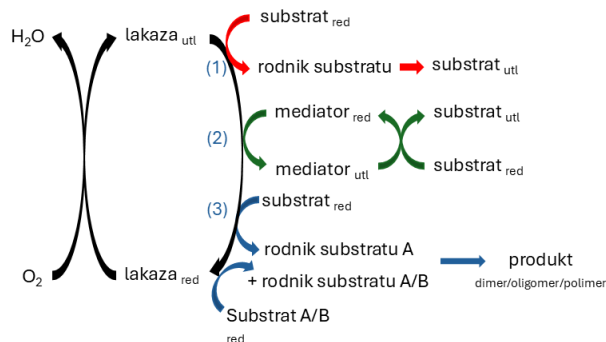 substrat red
H₂O
lakaza utl
(1)
rodnik substratu
substrat utl
mediator red
substrat utl
(2)
mediator utl
substrat red
(3)
substrat red
rodnik substratu A
produkt
O₂
lakaza red
+ rodnik substratu A/B
dimer/oligomer/polimer
Substrat A/B
red